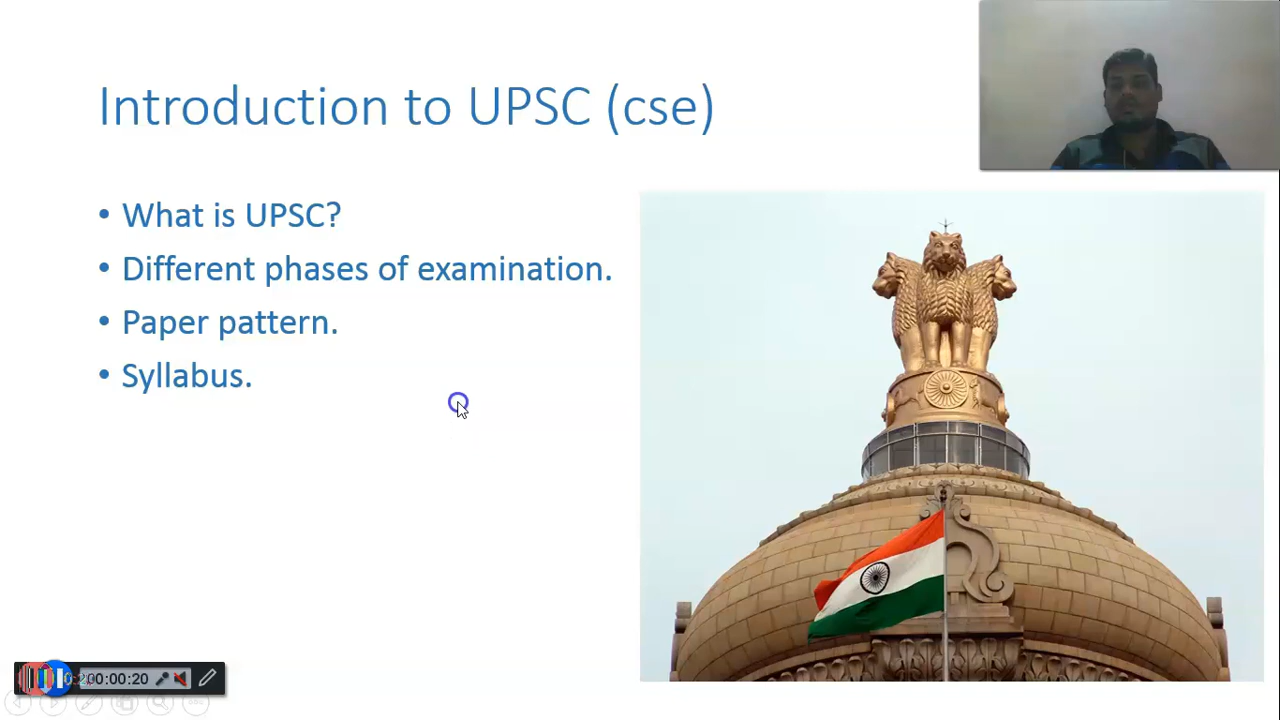 Introduction to UPSC (cse)
• What is UPSC?
• Different phases of examination.
• Paper pattern.
• Syllabus.
00:00:20